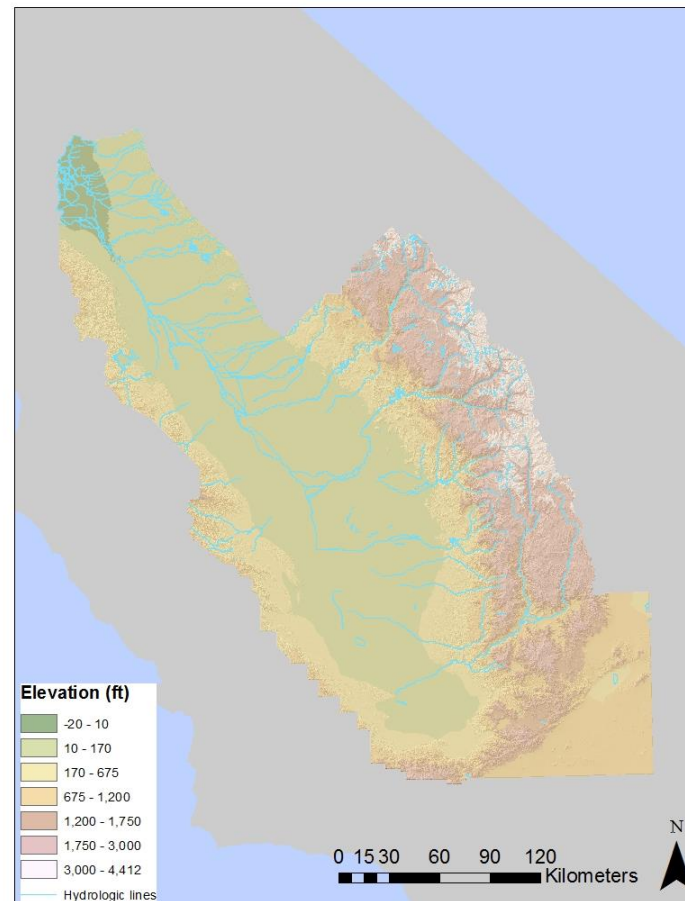 Elevation (ft)
-20 - 10
10 - 170
170 - 675
675 - 1,200
1,200 - 1,750
1,750 - 3,000
3,000 - 4,412
Hydrologic lines
N
0 15 30 60 90 120
Kilometers